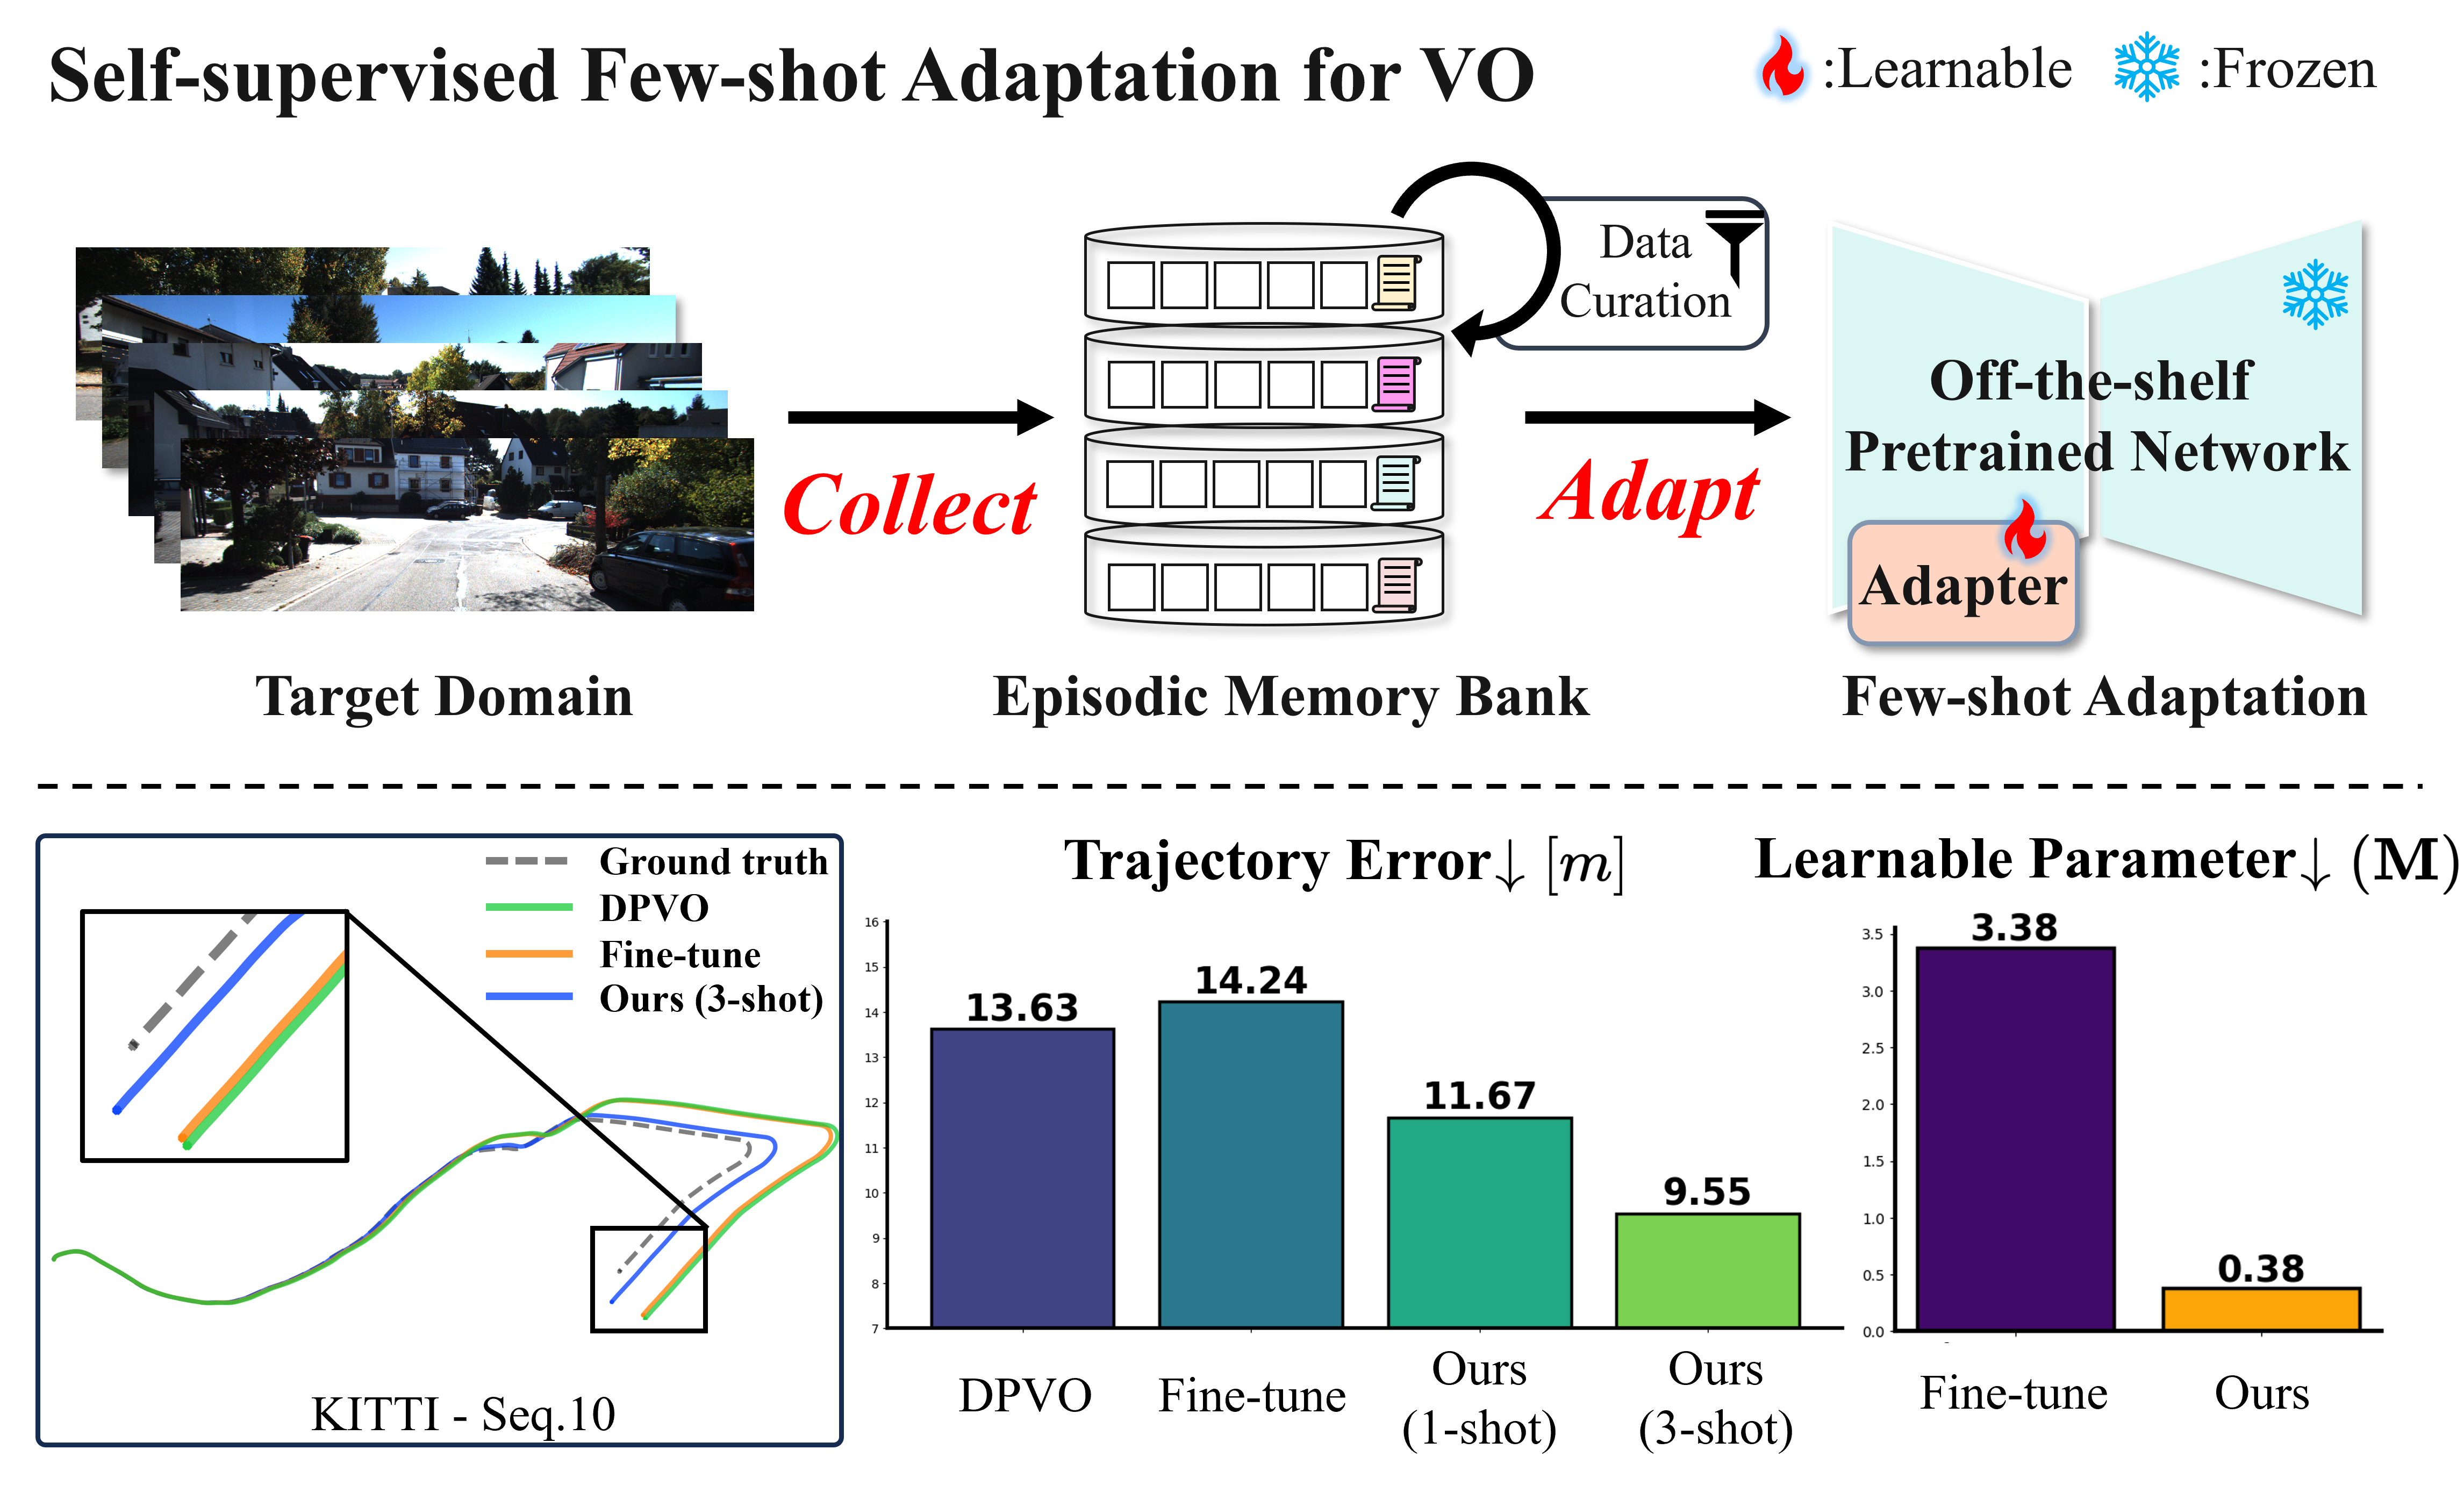 Self-supervised Few-shot Adaptation for VO
:Learnable
:Frozen
Data
Curation
Collect
Adapt
Off-the-shelf
Pretrained Network
Adapter
Target Domain
Episodic Memory Bank
Few-shot Adaptation
Ground truth
DPVO
Fine-tune
Ours (3-shot)
KITTI - Seq.10
Trajectory Error↓ [m]
16
15
14
13
12
11
10
9
8
7
13.63
14.24
11.67
9.55
DPVO
Fine-tune
Ours
(1-shot)
Ours
(3-shot)
Learnable Parameter↓ (M)
3.5
3.0
2.5
2.0
1.5
1.0
0.5
0.0
3.38
0.38
Fine-tune
Ours